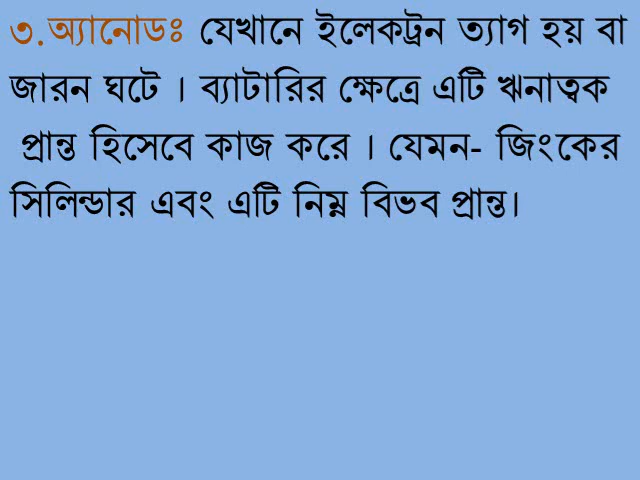 ৩.অ্যানোডঃ যেখানে ইলেকট্রন ত্যাগ হয় বা
জারন ঘটে । ব্যাটারির ক্ষেত্রে এটি ঋনাত্বক
প্রান্ত হিসেবে কাজ করে । যেমন- জিংকের
সিলিন্ডার এবং এটি নিম্ন বিভব প্রান্ত।